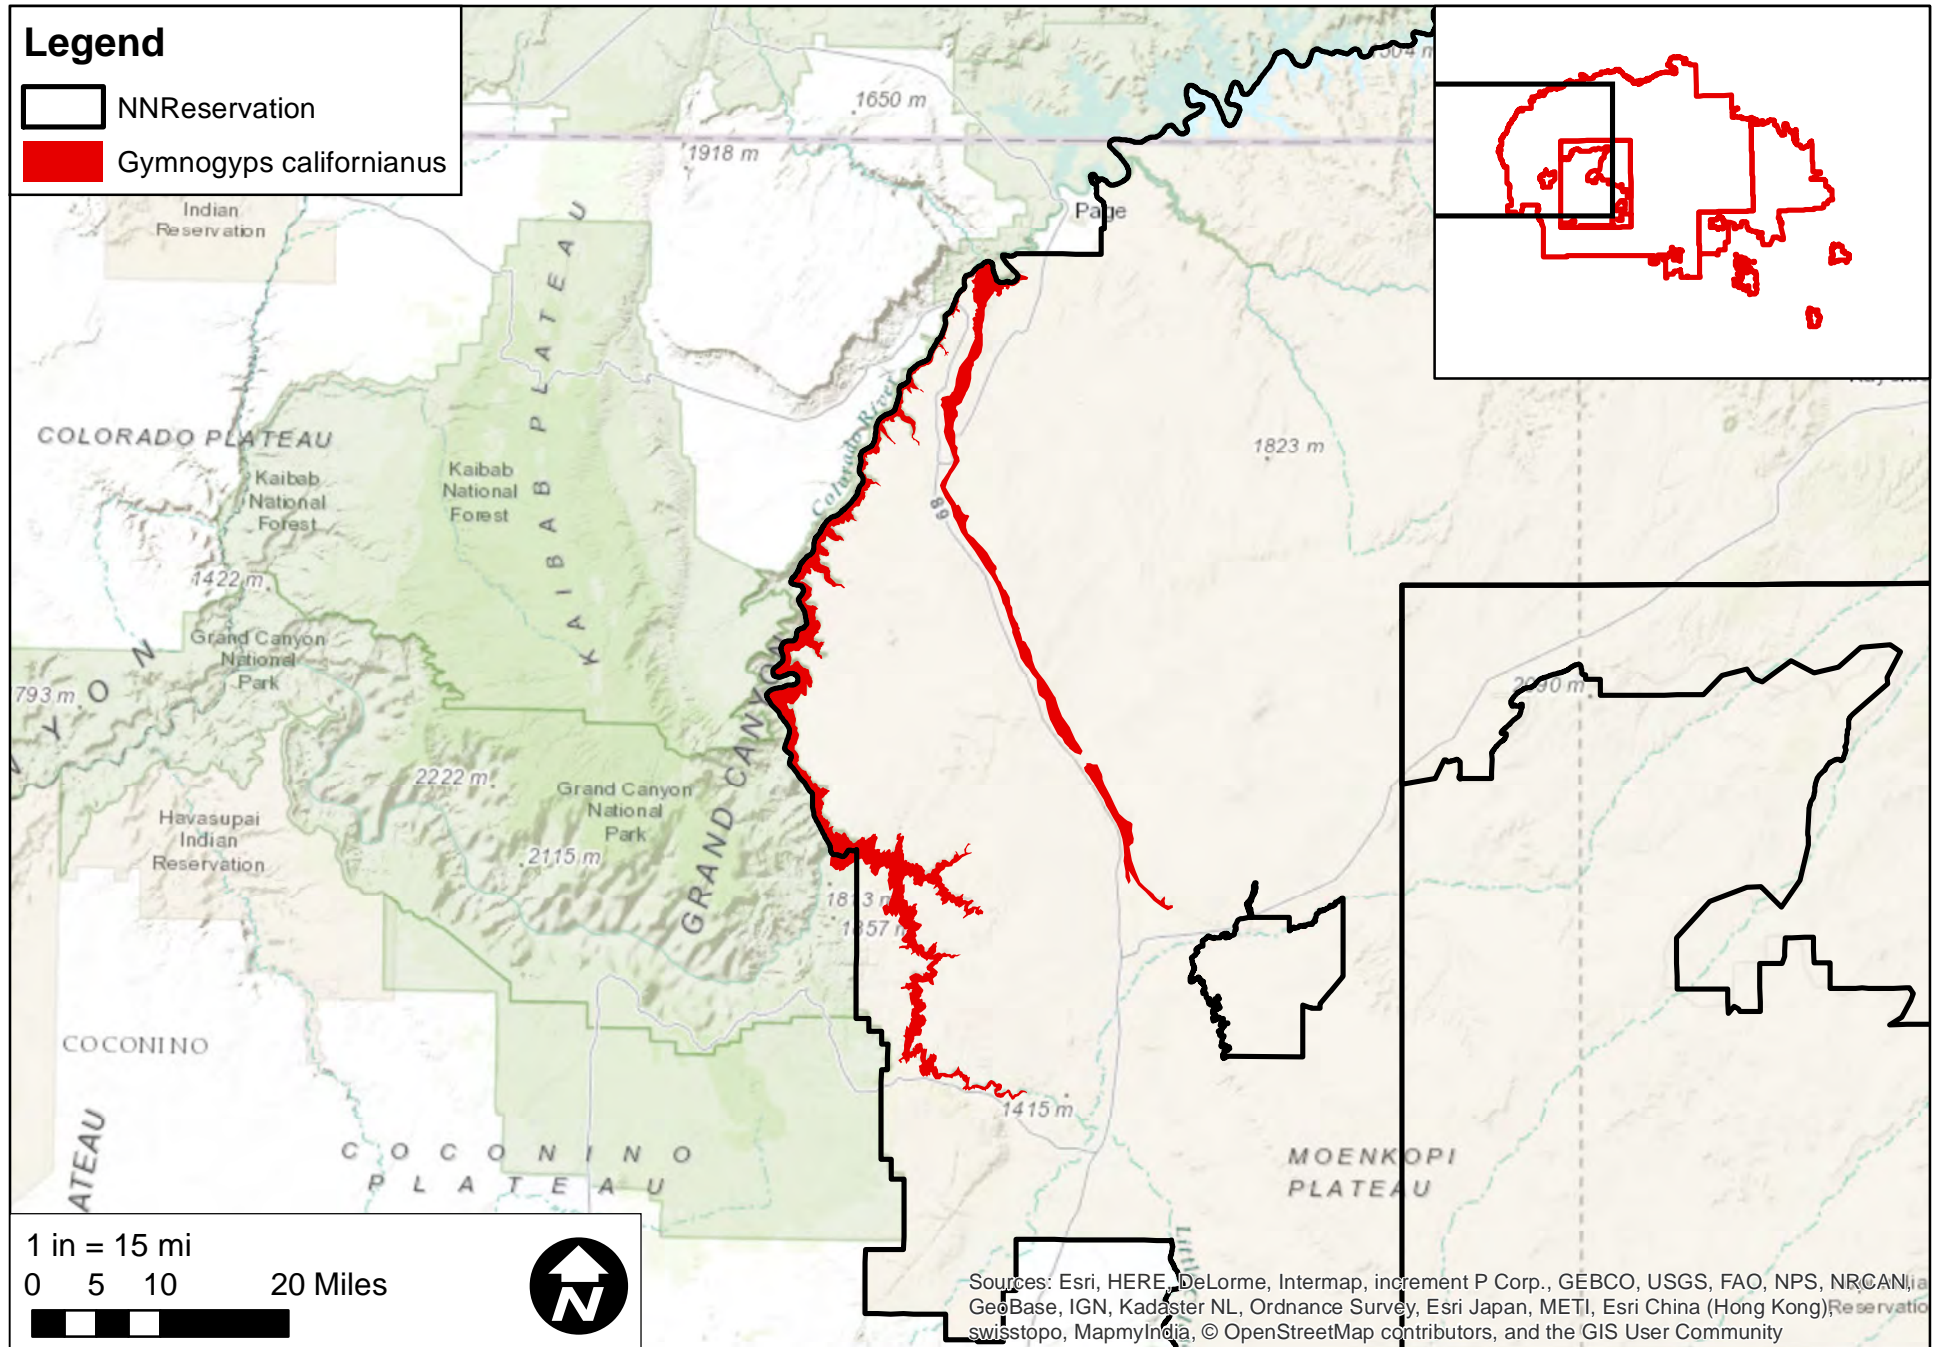 Legend
NNReservation
Gymnogyps californianus
1650 m
1918 m
Indian
Reservation
Page
KAIBAB PLATEAU
COLORADO PLATEAU
Kaibab
National
Forest
Kaibab
National
Forest
Colorado River
1823 m
89
1422 m
Grand Canyon
National
Park
793 m
YON
2090 m
2222 m
Grand Canyon
National
Park
GRAND CANYON
Havasupai
Indian
Reservation
2115 m
1813 m
1857 m
COCONINO
1415 m
COCONINO
PLATEAU
ATEAU
MOENKOPI
PLATEAU
1 in = 15 mi
0 5 10 20 Miles
N
Sources: Esri, HERE, DeLorme, Intermap, increment P Corp., GEBCO, USGS, FAO, NPS, NRCAN,
GeoBase, IGN, Kadaster NL, Ordnance Survey, Esri Japan, METI, Esri China (Hong Kong),
swisstopo, MapmyIndia, © OpenStreetMap contributors, and the GIS User Community